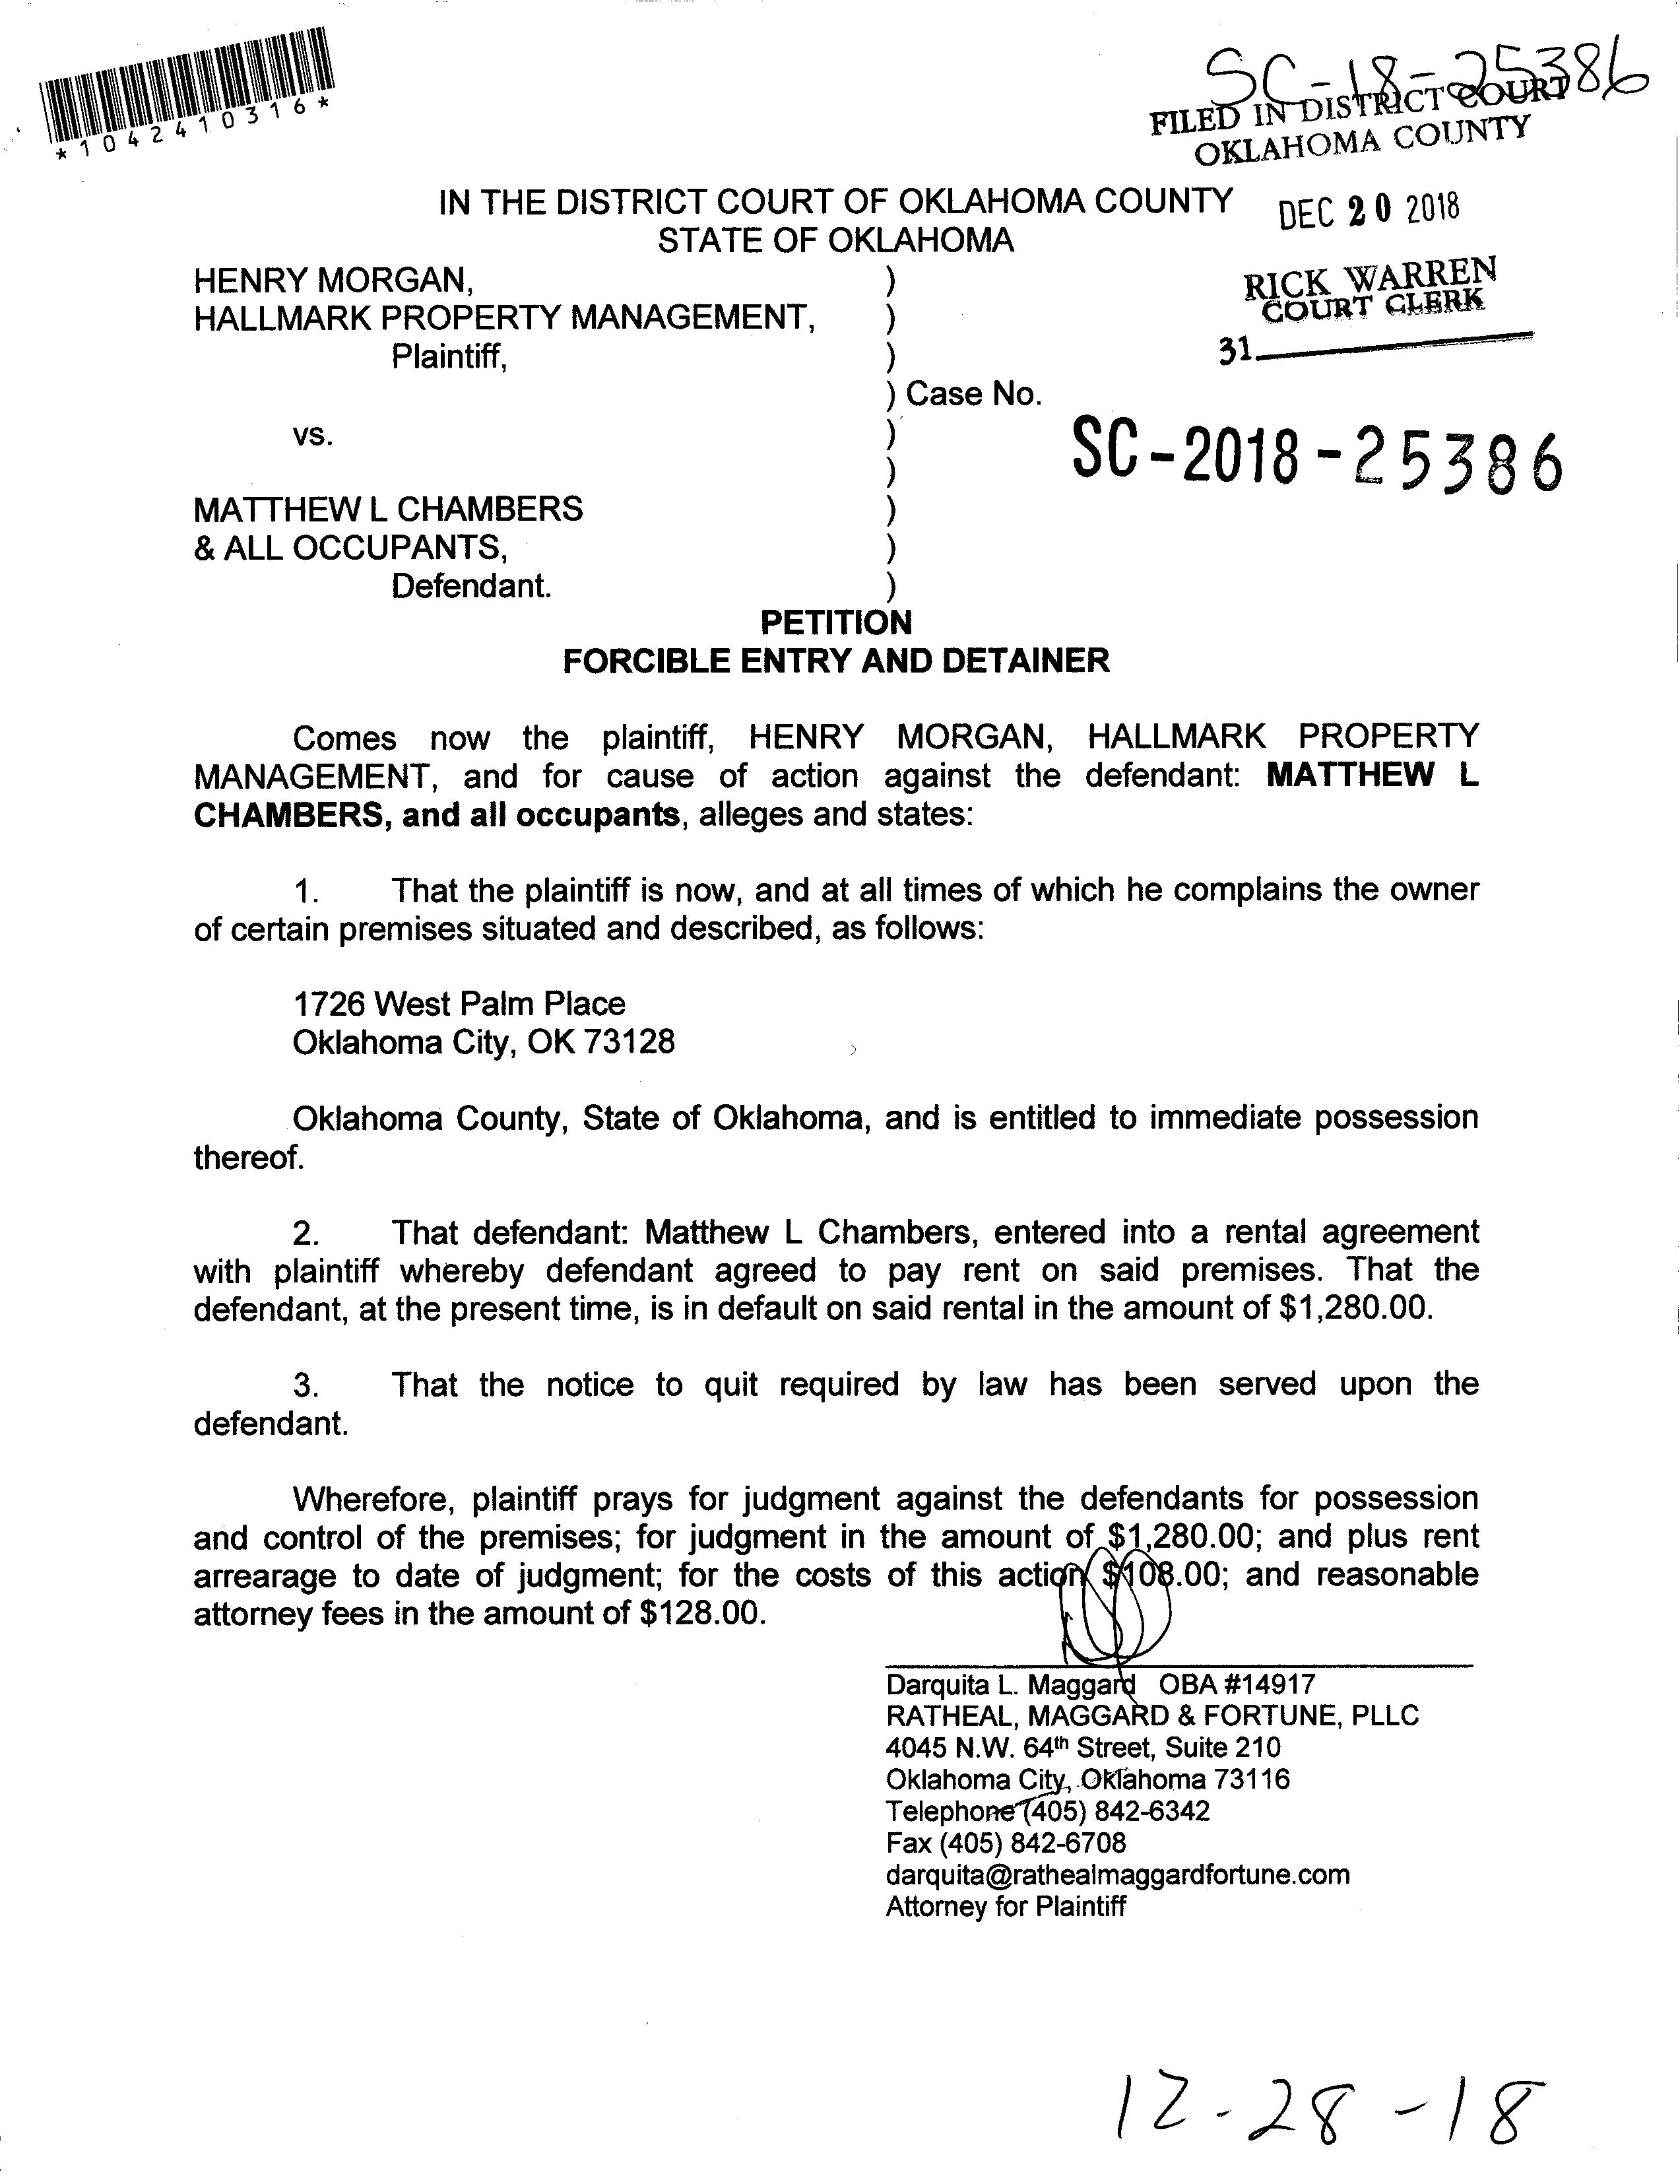 SC-18-25386
*1042410316*
FILED IN DISTRICT COURT
OKLAHOMA COUNTY
IN THE DISTRICT COURT OF OKLAHOMA COUNTY
DEC 20 2018
STATE OF OKLAHOMA
HENRY MORGAN, )
RICK WARREN
COURT CLERK
HALLMARK PROPERTY MANAGEMENT, )
31
Plaintiff, )
) Case No.
vs. )
SC-2018-25386
)
MATTHEW L CHAMBERS )
& ALL OCCUPANTS, )
Defendant. )
PETITION
FORCIBLE ENTRY AND DETAINER
Comes now the plaintiff, HENRY MORGAN, HALLMARK PROPERTY
MANAGEMENT, and for cause of action against the defendant: MATTHEW L
CHAMBERS, and all occupants, alleges and states:
1. That the plaintiff is now, and at all times of which he complains the owner
of certain premises situated and described, as follows:
1726 West Palm Place
Oklahoma City, OK 73128
Oklahoma County, State of Oklahoma, and is entitled to immediate possession
thereof.
2. That defendant: Matthew L Chambers, entered into a rental agreement
with plaintiff whereby defendant agreed to pay rent on said premises. That the
defendant, at the present time, is in default on said rental in the amount of $1,280.00.
3. That the notice to quit required by law has been served upon the
defendant.
Wherefore, plaintiff prays for judgment against the defendants for possession
and control of the premises; for judgment in the amount of $1,280.00; and plus rent
arrearage to date of judgment; for the costs of this action $108.00; and reasonable
attorney fees in the amount of $128.00.
Darquita L. Maggard OBA #14917
RATHEAL, MAGGARD & FORTUNE, PLLC
4045 N.W. 64th Street, Suite 210
Oklahoma City, Oklahoma 73116
Telephone (405) 842-6342
Fax (405) 842-6708
darquita@rathealmaggardfortune.com
Attorney for Plaintiff
12-28-18